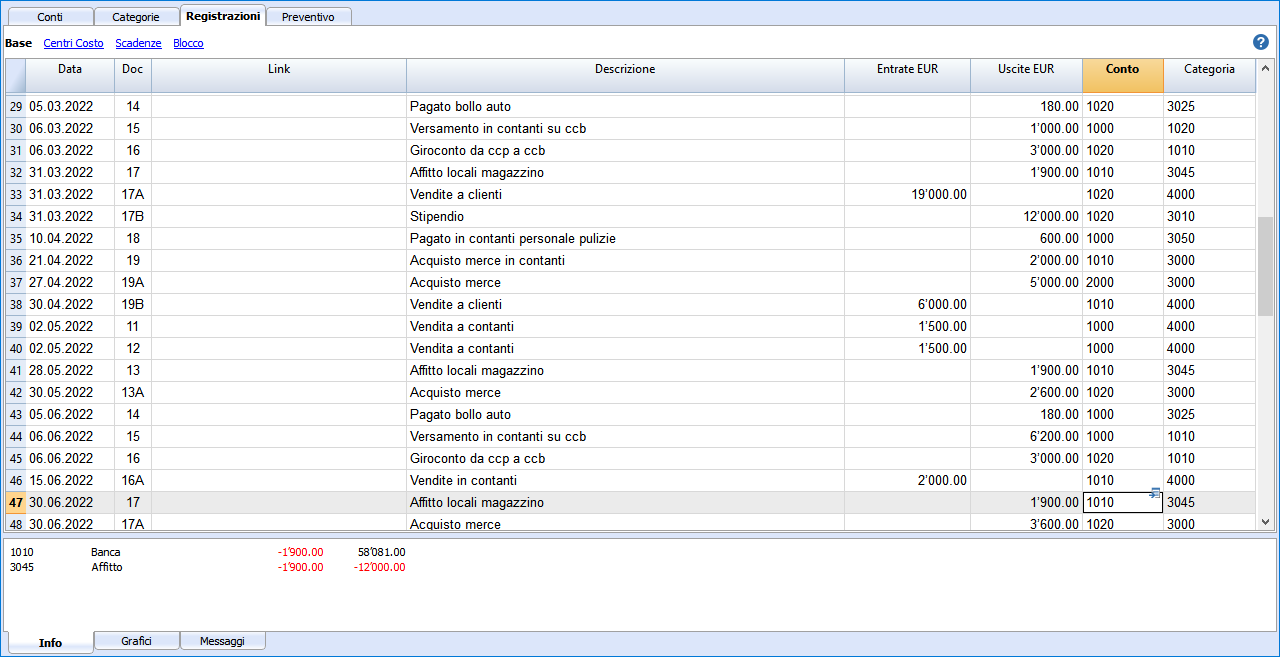 Conti Categorie Registrazioni Preventivo
Base Centri Costo Scadenze Blocco ?
Data Doc Link Descrizione Entrate EUR Uscite EUR Conto Categoria
29 05.03.2022 14 Pagato bollo auto 180.00 1020 3025
30 06.03.2022 15 Versamento in contanti su ccb 1'000.00 1000 1020
31 06.03.2022 16 Giroconto da ccp a ccb 3'000.00 1020 1010
32 31.03.2022 17 Affitto locali magazzino 1'900.00 1010 3045
33 31.03.2022 17A Vendite a clienti 19'000.00 1020 4000
34 31.03.2022 17B Stipendio 12'000.00 1020 3010
35 10.04.2022 18 Pagato in contanti personale pulizie 600.00 1000 3050
36 21.04.2022 19 Acquisto merce in contanti 2'000.00 1010 3000
37 27.04.2022 19A Acquisto merce 5'000.00 2000 3000
38 30.04.2022 19B Vendite a clienti 6'000.00 1010 4000
39 02.05.2022 11 Vendita a contanti 1'500.00 1000 4000
40 02.05.2022 12 Vendita a contanti 1'500.00 1000 4000
41 28.05.2022 13 Affitto locali magazzino 1'900.00 1010 3045
42 30.05.2022 13A Acquisto merce 2'600.00 1020 3000
43 05.06.2022 14 Pagato bollo auto 180.00 1000 3025
44 06.06.2022 15 Versamento in contanti su ccb 6'200.00 1000 1010
45 06.06.2022 16 Giroconto da ccp a ccb 3'000.00 1020 1010
46 15.06.2022 16A Vendite in contanti 2'000.00 1010 4000
47 30.06.2022 17 Affitto locali magazzino 1'900.00 1010 3045
48 30.06.2022 17A Acquisto merce 3'600.00 1020 3000
1010 Banca -1'900.00 58'081.00
3045 Affitto -1'900.00 -12'000.00
Info Grafici Messaggi